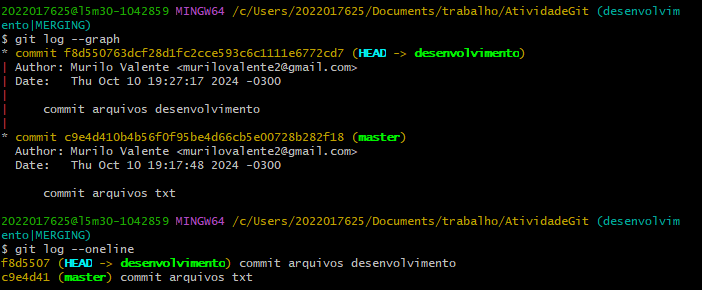 2022017625@l5m30-1042859 MINGW64 /c/Users/2022017625/Documents/trabalho/AtividadeGit (desenvolvim
ento|MERGING)
$ git log --graph
* commit f8d550763dcf28d1fc2cce593c6c1111e6772cd7 (HEAD -> desenvolvimento)
| Author: Murilo Valente <murilovalente2@gmail.com>
| Date:   Thu Oct 10 19:27:17 2024 -0300
|
|     commit arquivos desenvolvimento
|
* commit c9e4d410b4b56f0f95be4d66cb5e00728b282f18 (master)
  Author: Murilo Valente <murilovalente2@gmail.com>
  Date:   Thu Oct 10 19:17:48 2024 -0300

      commit arquivos txt

2022017625@l5m30-1042859 MINGW64 /c/Users/2022017625/Documents/trabalho/AtividadeGit (desenvolvim
ento|MERGING)
$ git log --oneline
f8d5507 (HEAD -> desenvolvimento) commit arquivos desenvolvimento
c9e4d41 (master) commit arquivos txt